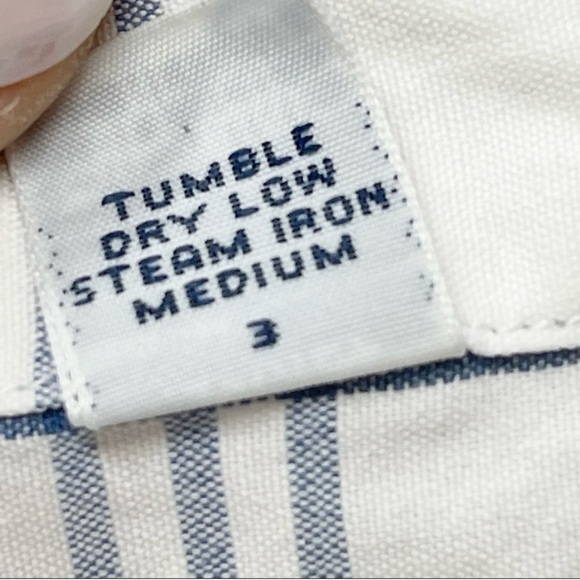 TUMBLE
DRY LOW
STEAM IRON
MEDIUM
3